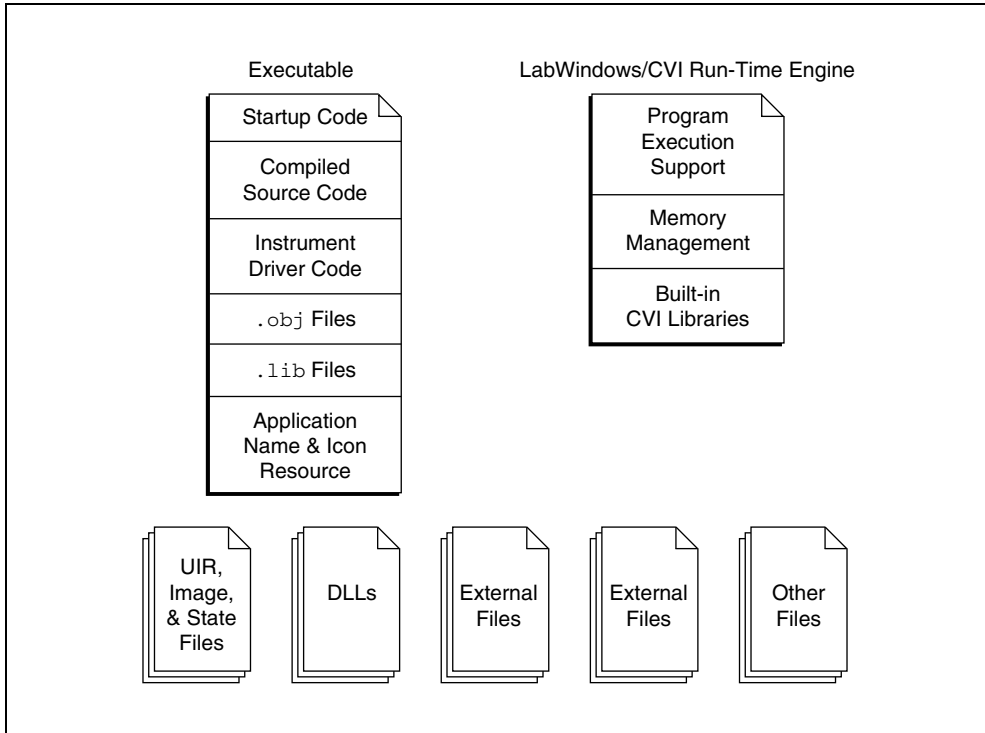 Executable
Startup Code
Compiled
Source Code
Instrument
Driver Code
.obj Files
.lib Files
Application
Name & Icon
Resource
LabWindows/CVI Run-Time Engine
Program
Execution
Support
Memory
Management
Built-in
CVI Libraries
UIR,
Image,
& State
Files
DLLs
External
Files
External
Files
Other
Files